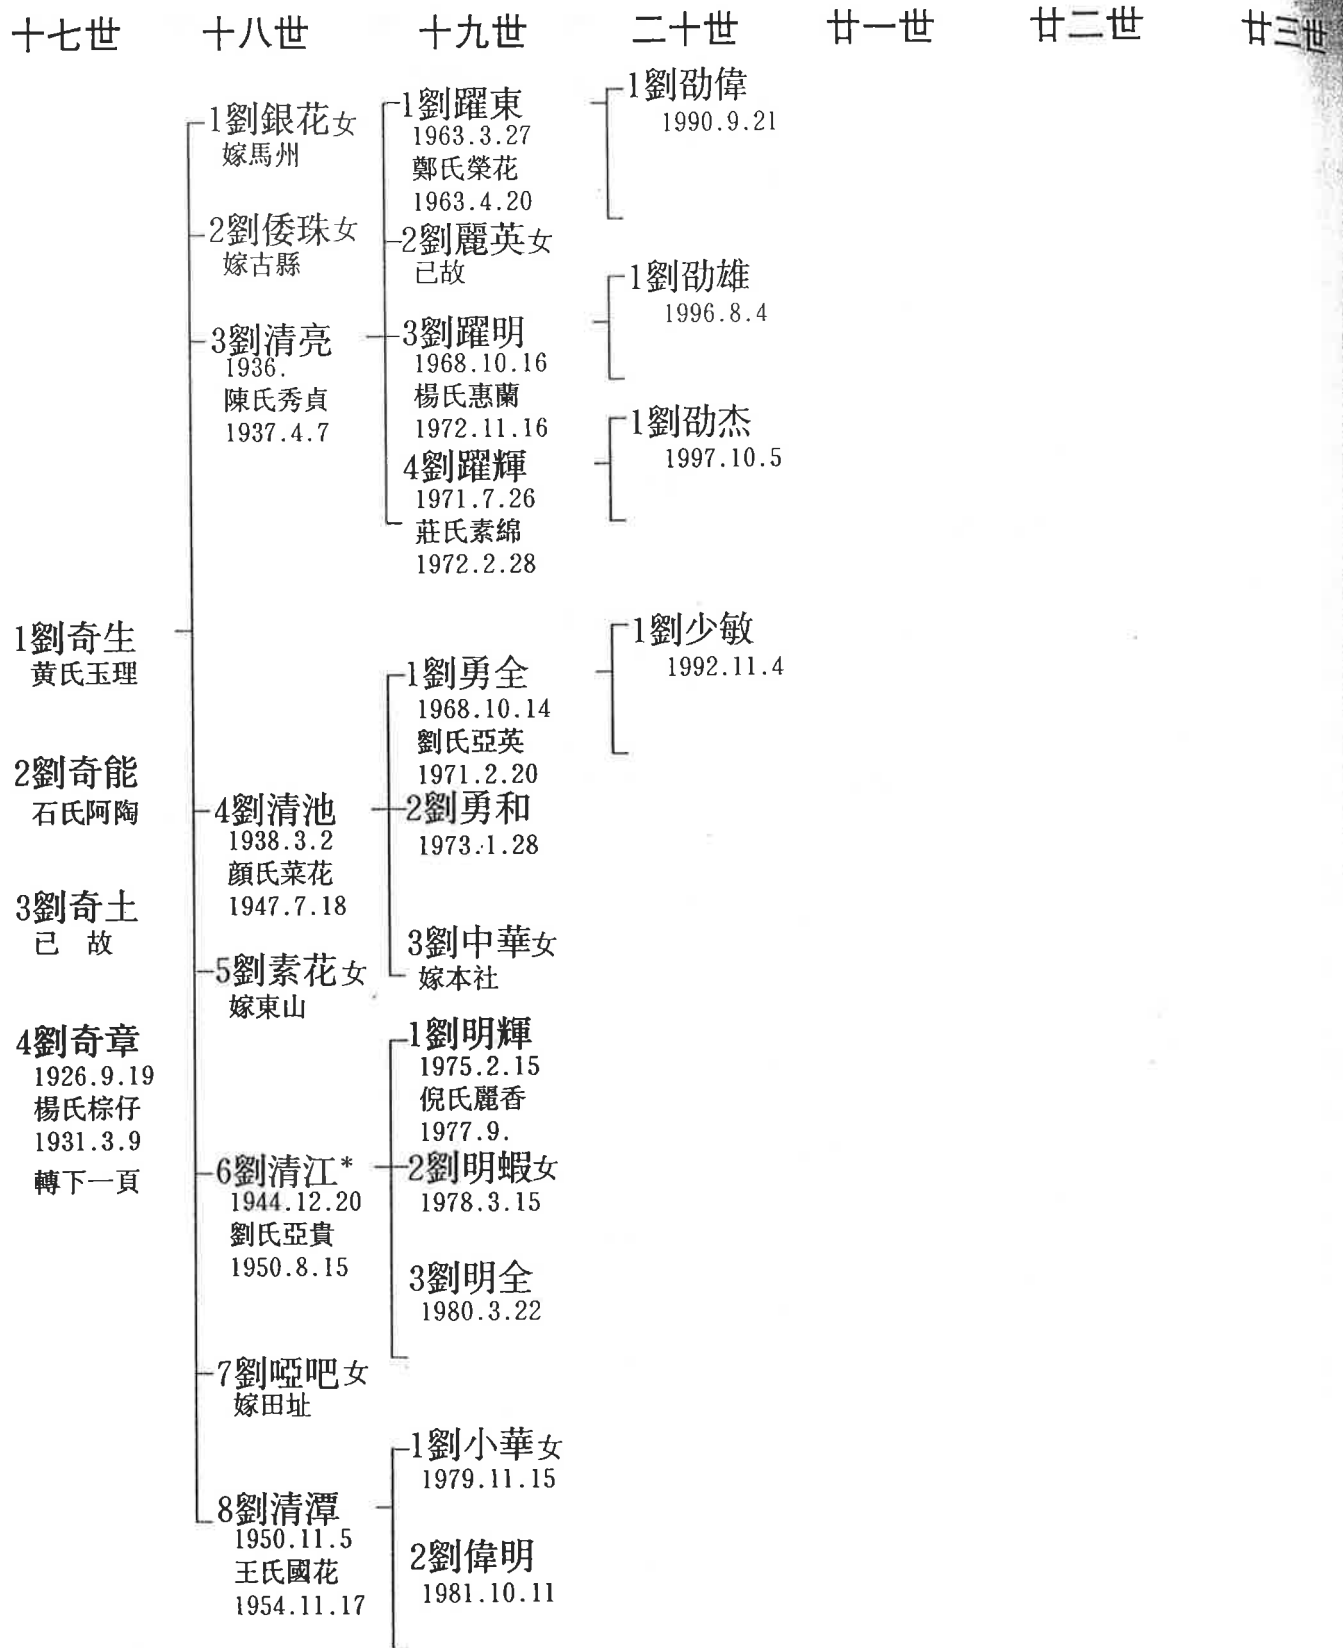 十七世 十八世 十九世 二十世 廿一世 廿二世 廿三世
1劉奇生
黄氏玉理
2劉奇能
石氏阿陶
3劉奇土
已 故
4劉奇章
1926.9.19
楊氏棕仔
1931.3.9
轉下一頁
1劉銀花女
嫁馬州
2劉倭珠女
嫁古縣
3劉清亮
1936.
陳氏秀貞
1937.4.7
4劉清池
1938.3.2
顔氏菜花
1947.7.18
5劉素花女
嫁東山
6劉清江*
1944.12.20
劉氏亞貴
1950.8.15
7劉啞吧女
嫁田址
8劉清潭
1950.11.5
王氏國花
1954.11.17
1劉躍東
1963.3.27
鄭氏榮花
1963.4.20
2劉麗英女
已故
3劉躍明
1968.10.16
楊氏惠蘭
1972.11.16
4劉躍輝
1971.7.26
莊氏素綿
1972.2.28
1劉勇全
1968.10.14
劉氏亞英
1971.2.20
2劉勇和
1973.1.28
3劉中華女
嫁本社
1劉明輝
1975.2.15
倪氏麗香
1977.9.
2劉明蝦女
1978.3.15
3劉明全
1980.3.22
1劉小華女
1979.11.15
2劉偉明
1981.10.11
1劉劭偉
1990.9.21
1劉劭雄
1996.8.4
1劉劭杰
1997.10.5
1劉少敏
1992.11.4